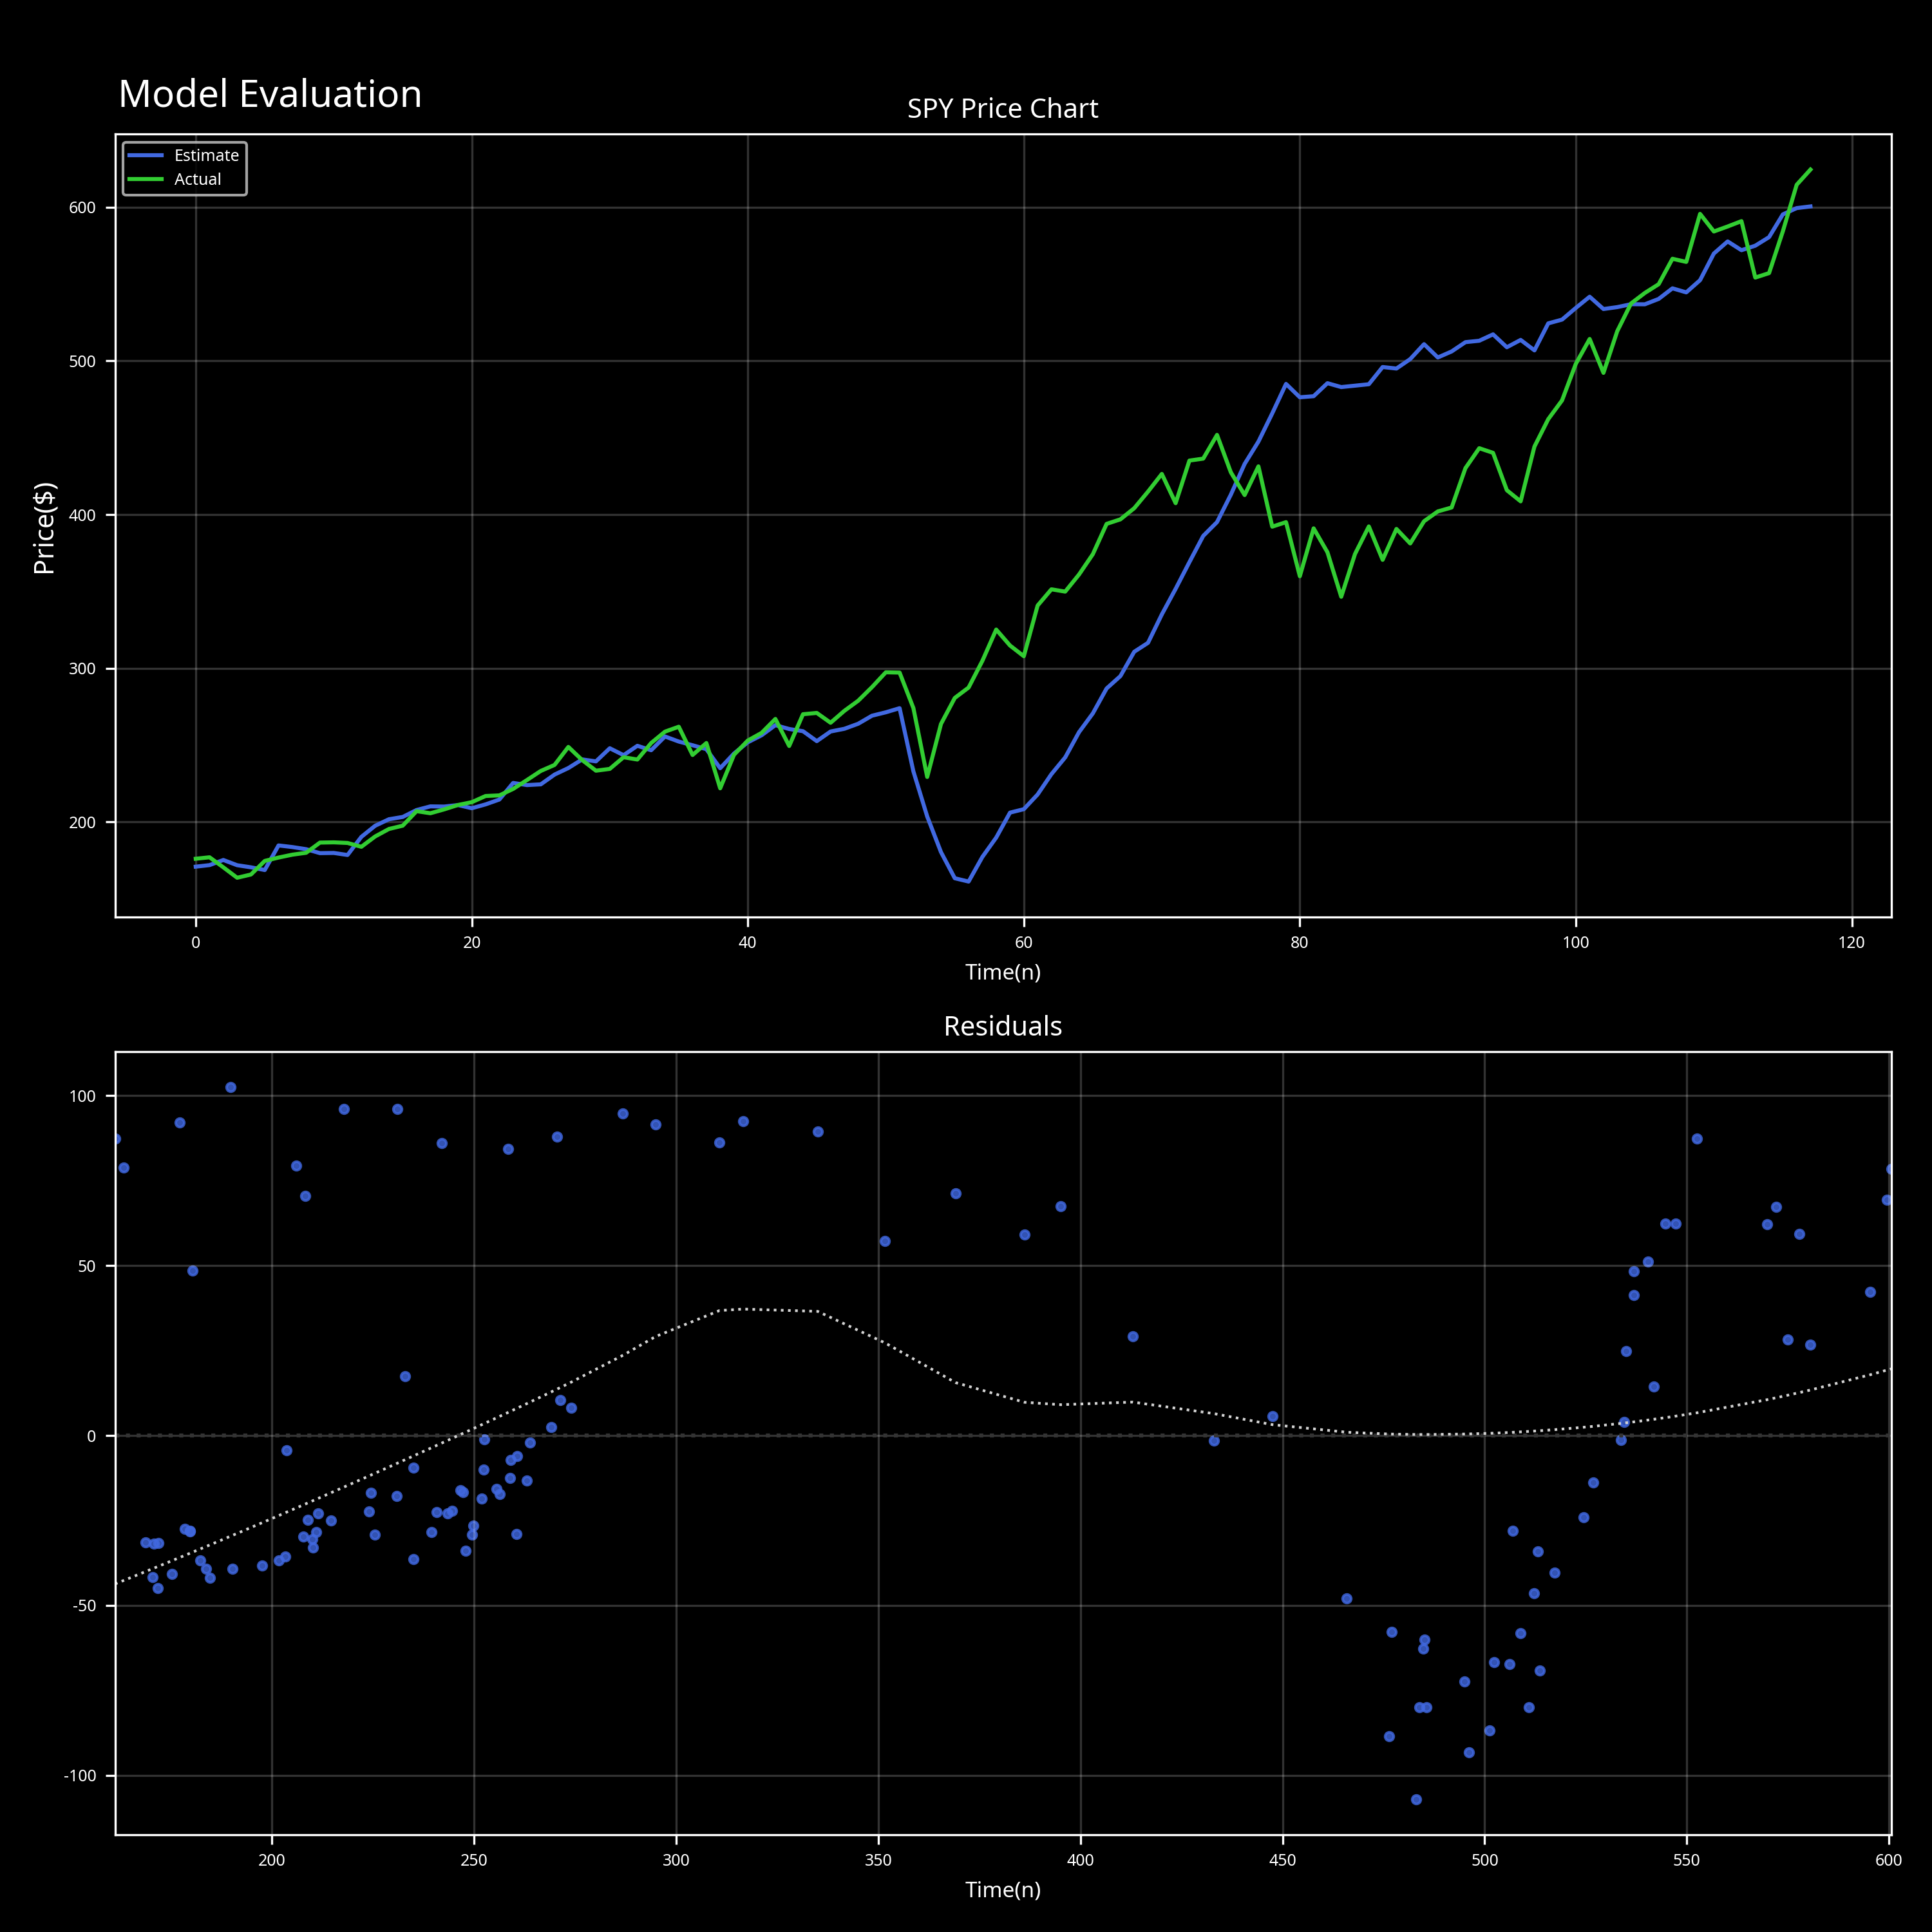 Model Evaluation
SPY Price Chart
Estimate
Actual
Price($)
600
500
400
300
200
0 20 40 60 80 100 120
Time(n)
Residuals
100
50
0
-50
-100
200 250 300 350 400 450 500 550 600
Time(n)